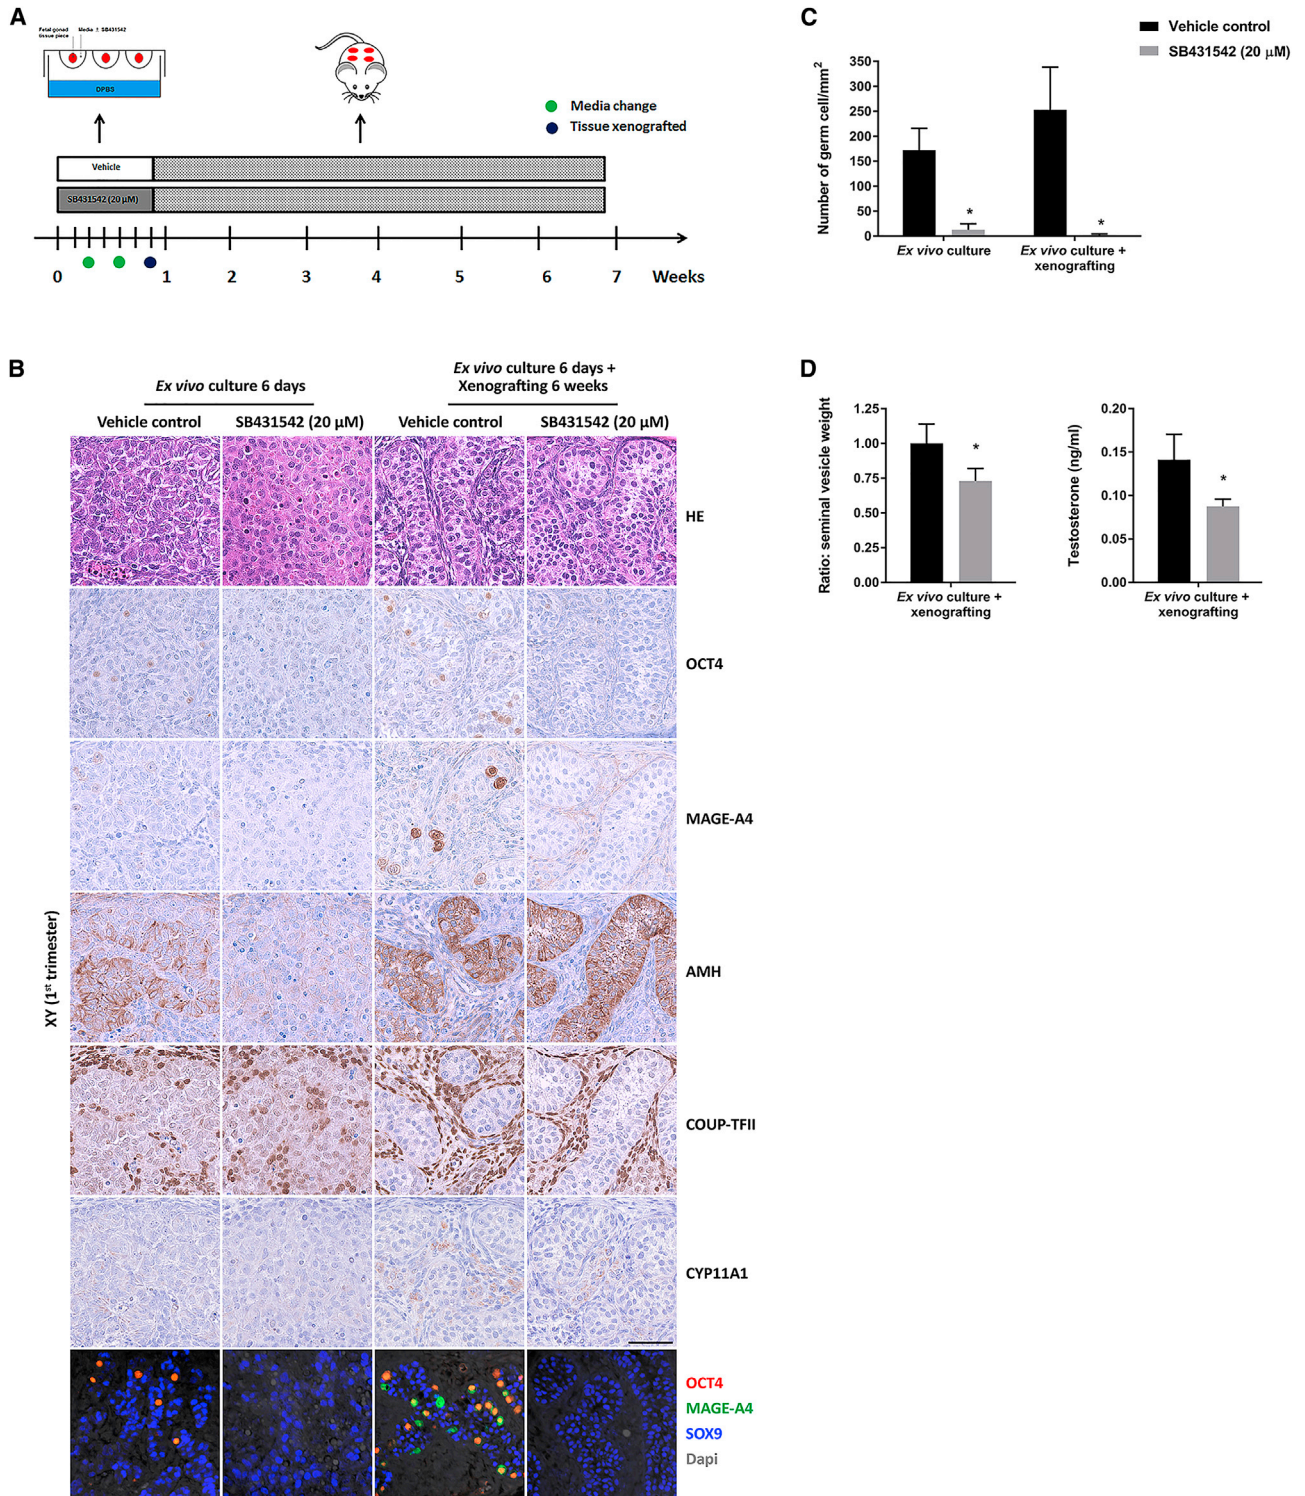 A
Fetal gonad
tissue piece
Media ± SB431542
DPBS
Media change
Tissue xenografted
Vehicle
SB431542 (20 µM)
0 1 2 3 4 5 6 7 Weeks
C
Vehicle control
SB431542 (20 µM)
Number of germ cell/mm²
350
300
250
200
150
100
50
0
*
*
Ex vivo culture
Ex vivo culture +
xenografting
B
Ex vivo culture 6 days
Ex vivo culture 6 days +
Xenografting 6 weeks
Vehicle control
SB431542 (20 µM)
Vehicle control
SB431542 (20 µM)
XY (1st trimester)
HE
OCT4
MAGE-A4
AMH
COUP-TFII
CYP11A1
OCT4
MAGE-A4
SOX9
Dapi
D
Ratio: seminal vesicle weight
1.25
1.00
0.75
0.50
0.25
0.00
*
Ex vivo culture +
xenografting
Testosterone (ng/ml)
0.20
0.15
0.10
0.05
0.00
*
Ex vivo culture +
xenografting